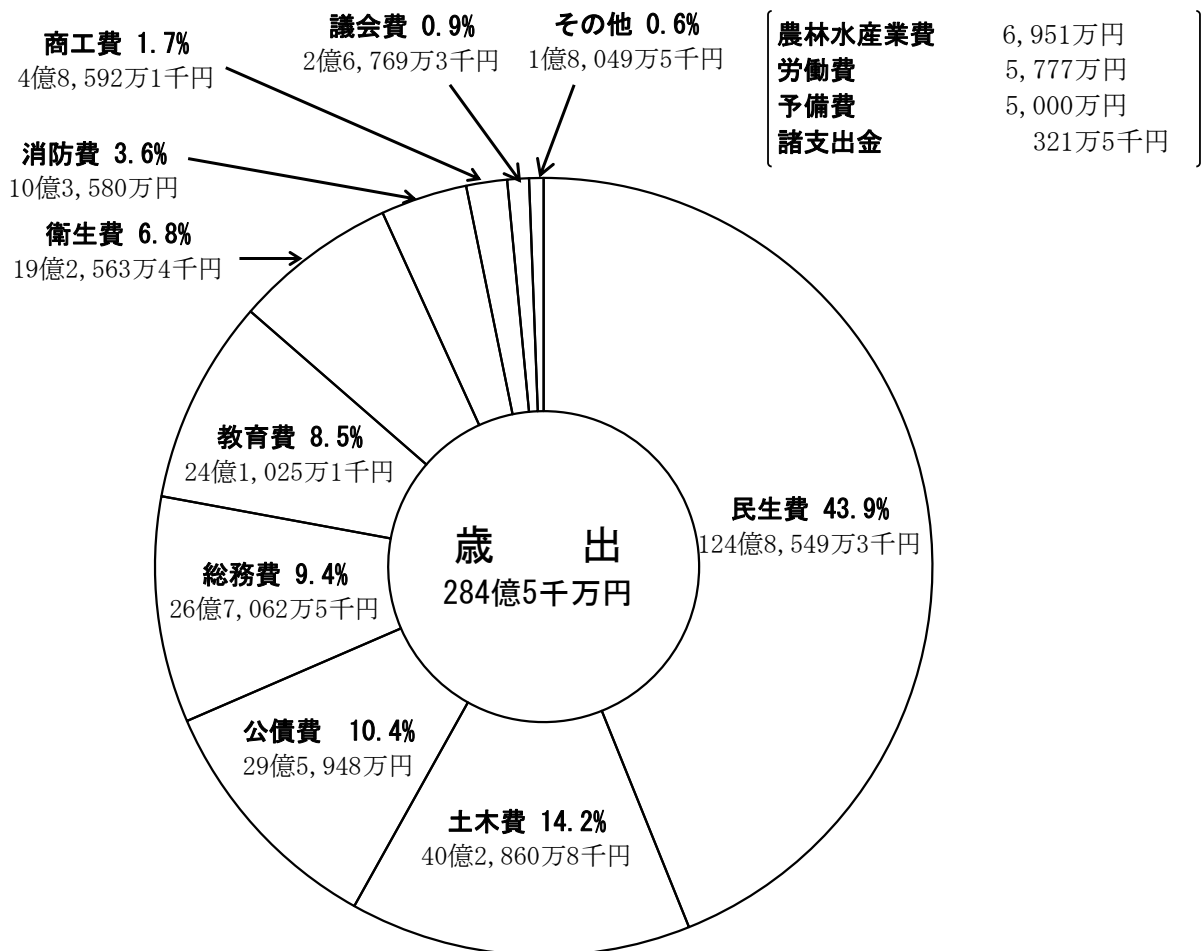 商工費 1.7%
4億8,592万1千円
議会費 0.9%
2億6,769万3千円
その他 0.6%
1億8,049万5千円
農林水産業費 6,951万円
労働費 5,777万円
予備費 5,000万円
諸支出金 321万5千円
消防費 3.6%
10億3,580万円
衛生費 6.8%
19億2,563万4千円
教育費 8.5%
24億1,025万1千円
民生費 43.9%
124億8,549万3千円
歳 出
284億5千万円
総務費 9.4%
26億7,062万5千円
公債費 10.4%
29億5,948万円
土木費 14.2%
40億2,860万8千円